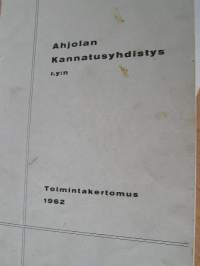 Ahjolan
Kannatusyhdistys
r.y:n
Toimintakertomus
1962